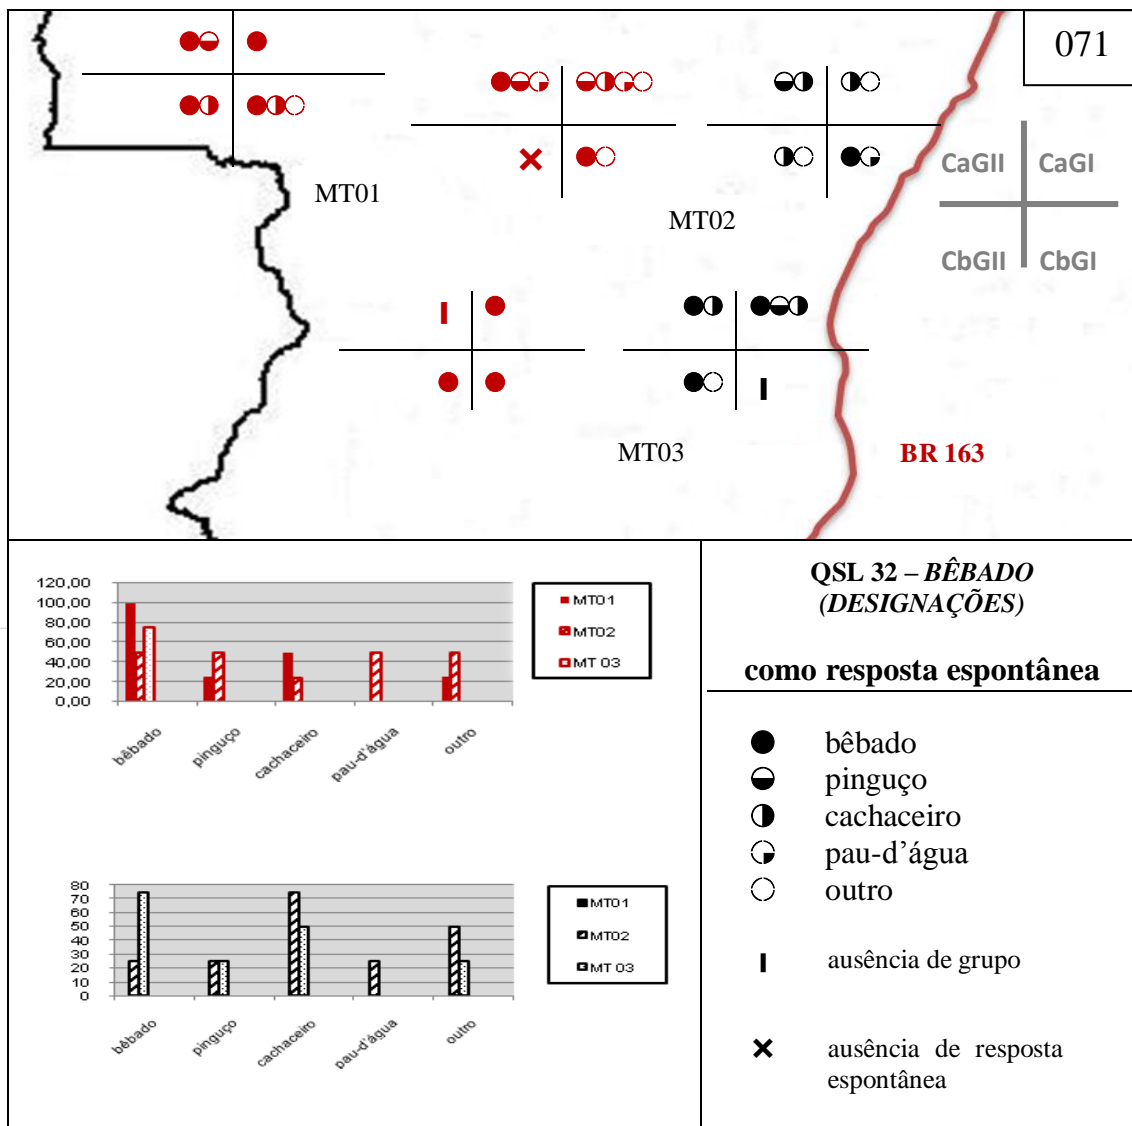 071
CaGII CaGI
CbGII CbGI
MT01
MT02
MT03
BR 163
120,00
100,00
80,00
60,00
40,00
20,00
0,00
bêbado
pinguço
cachaceiro
pau-d'água
outro
MT01
MT02
MT 03
80
70
60
50
40
30
20
10
0
bêbado
pinguço
cachaceiro
pau-d'água
outro
MT01
MT02
MT 03
QSL 32 – BÊBADO
(DESIGNAÇÕES)
como resposta espontânea
bêbado
pinguço
cachaceiro
pau-d’água
outro
ausência de grupo
ausência de resposta
espontânea